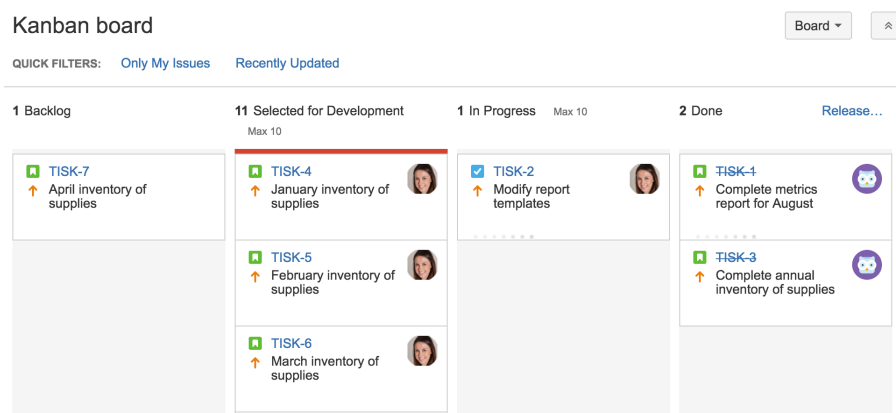 Kanban board
Board
QUICK FILTERS: Only My Issues Recently Updated
1 Backlog
11 Selected for Development
Max 10
1 In Progress Max 10
2 Done Release...
TISK-7
April inventory of
supplies
TISK-4
January inventory of
supplies
TISK-5
February inventory of
supplies
TISK-6
March inventory of
supplies
TISK-2
Modify report
templates
TISK-1
Complete metrics
report for August
TISK-3
Complete annual
inventory of supplies